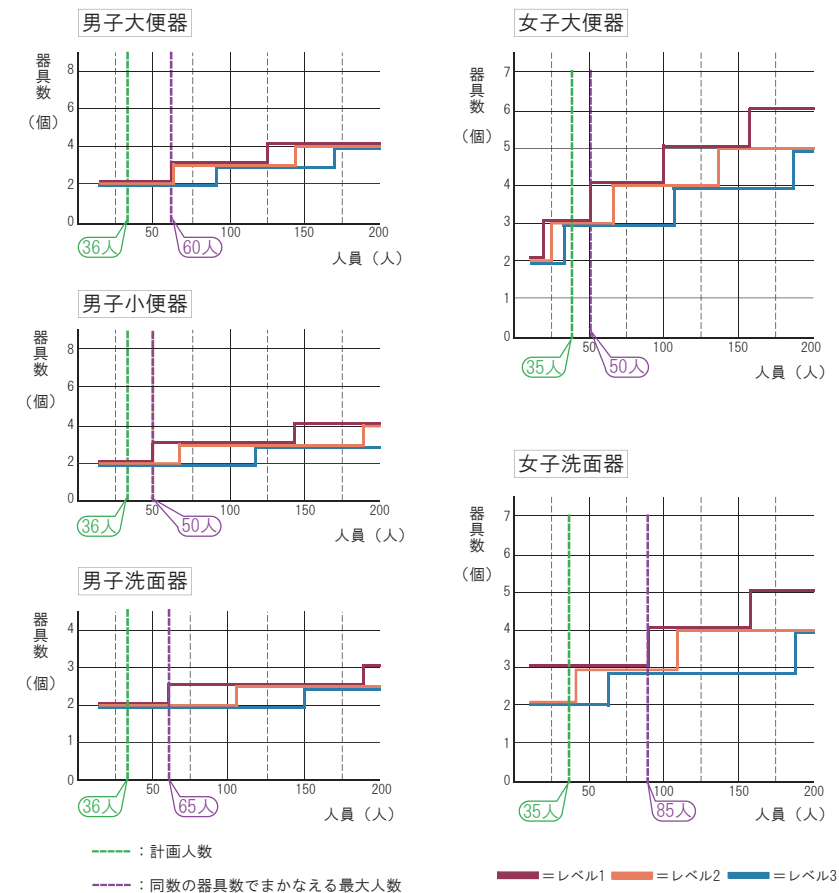 男子大便器
器具数
（個）
8
6
4
2
0
50
100
150
200
36人
60人
人員（人）
男子小便器
器具数
（個）
8
6
4
2
0
50
100
150
200
36人
50人
人員（人）
男子洗面器
器具数
（個）
4
3
2
1
0
50
100
150
200
36人
65人
人員（人）
---：計画人数
---：同数の器具数でまかなえる最大人数
女子大便器
器具数
（個）
7
6
5
4
3
2
1
0
50
100
150
200
35人
50人
人員（人）
女子洗面器
器具数
（個）
7
6
5
4
3
2
1
0
50
100
150
200
35人
85人
人員（人）
＝レベル1
＝レベル2
＝レベル3